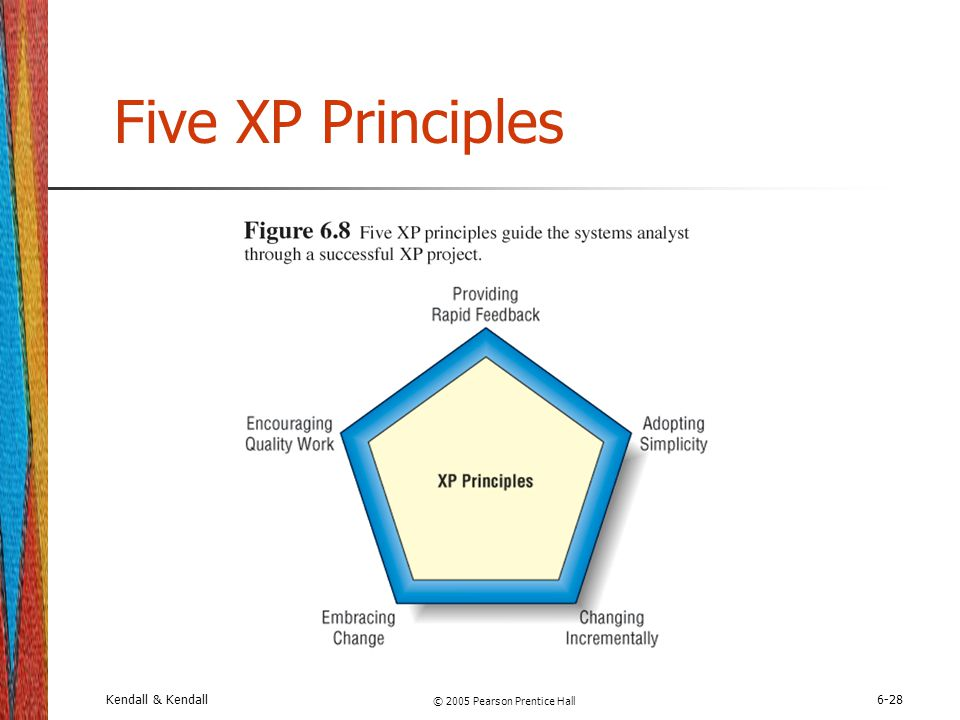 Five XP Principles
Figure 6.8 Five XP principles guide the systems analyst
through a successful XP project.
Providing
Rapid Feedback
Encouraging
Quality Work
Adopting
Simplicity
XP Principles
Embracing
Change
Changing
Incrementally
Kendall & Kendall
© 2005 Pearson Prentice Hall
6-28